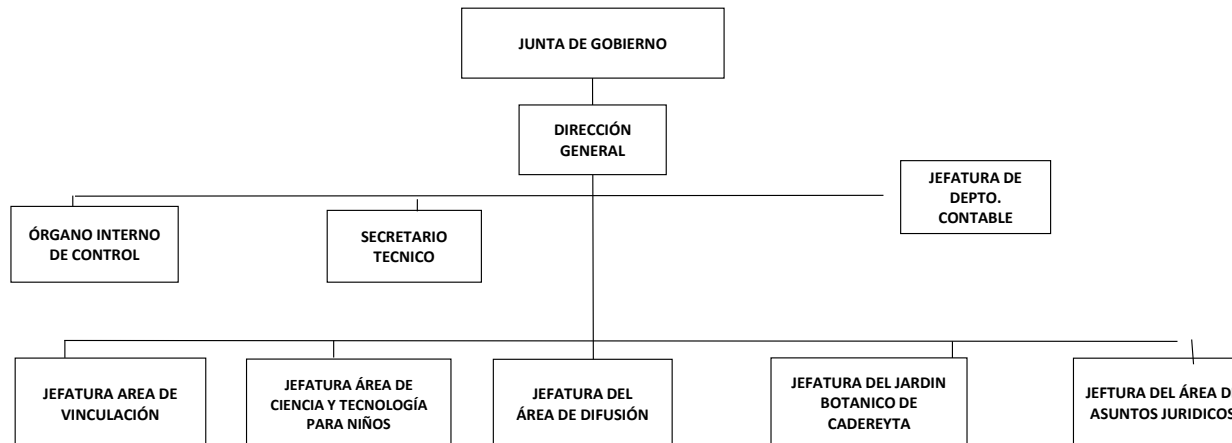 JUNTA DE GOBIERNO
DIRECCIÓN
GENERAL
JEFATURA DE
DEPTO.
CONTABLE
ÓRGANO INTERNO
DE CONTROL
SECRETARIO
TECNICO
JEFATURA AREA DE
VINCULACIÓN
JEFATURA ÁREA DE
CIENCIA Y TECNOLOGÍA
PARA NIÑOS
JEFATURA DEL
ÁREA DE DIFUSIÓN
JEFATURA DEL JARDIN
BOTANICO DE
CADEREYTA
JEFTURA DEL ÁREA D
ASUNTOS JURIDICOS